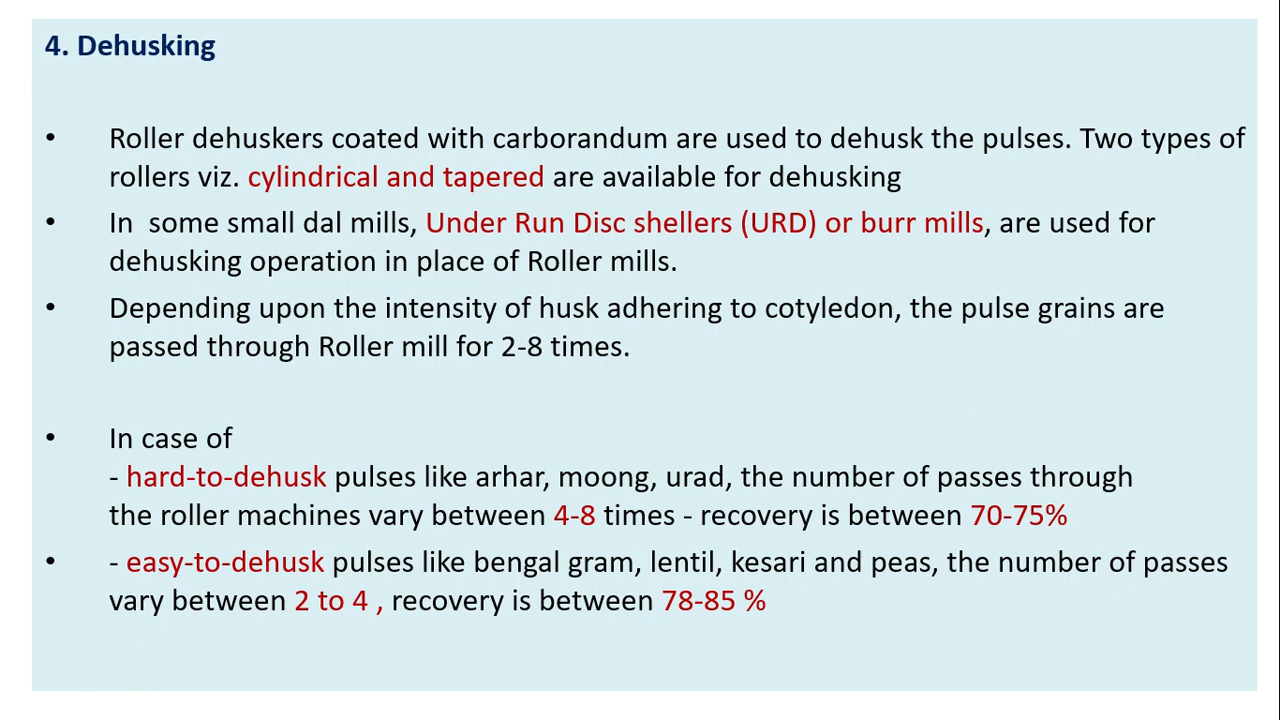 4. Dehusking
• Roller dehuskers coated with carborandum are used to dehusk the pulses. Two types of
rollers viz. cylindrical and tapered are available for dehusking
• In some small dal mills, Under Run Disc shellers (URD) or burr mills, are used for
dehusking operation in place of Roller mills.
• Depending upon the intensity of husk adhering to cotyledon, the pulse grains are
passed through Roller mill for 2-8 times.
• In case of
- hard-to-dehusk pulses like arhar, moong, urad, the number of passes through
the roller machines vary between 4-8 times - recovery is between 70-75%
• - easy-to-dehusk pulses like bengal gram, lentil, kesari and peas, the number of passes
vary between 2 to 4 , recovery is between 78-85 %